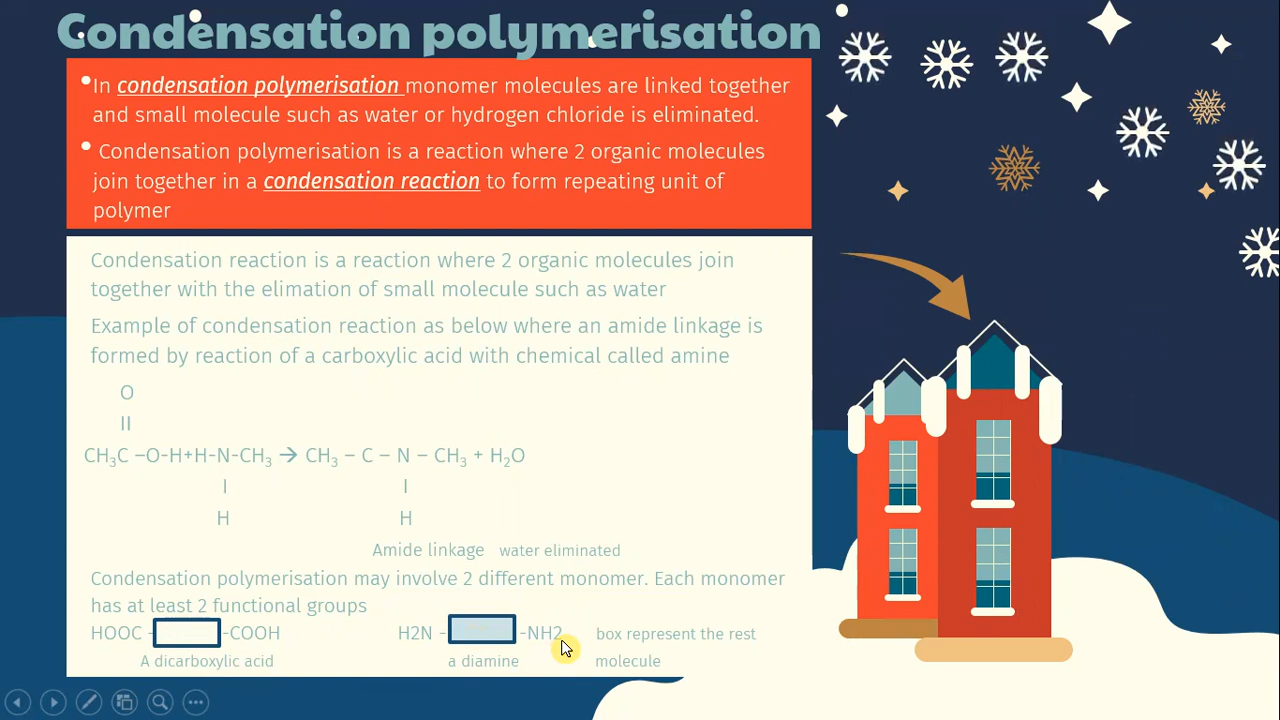 Condensation polymerisation
•In condensation polymerisation monomer molecules are linked together
and small molecule such as water or hydrogen chloride is eliminated.
• Condensation polymerisation is a reaction where 2 organic molecules
join together in a condensation reaction to form repeating unit of
polymer
Condensation reaction is a reaction where 2 organic molecules join
together with the elimation of small molecule such as water
Example of condensation reaction as below where an amide linkage is
formed by reaction of a carboxylic acid with chemical called amine
O
II
CH₃C –O-H+H-N-CH₃ → CH₃ – C – N – CH₃ + H₂O
I I
H H
Amide linkage water eliminated
Condensation polymerisation may involve 2 different monomer. Each monomer
has at least 2 functional groups
HOOC - -COOH H2N - -NH2 box represent the rest
A dicarboxylic acid a diamine molecule